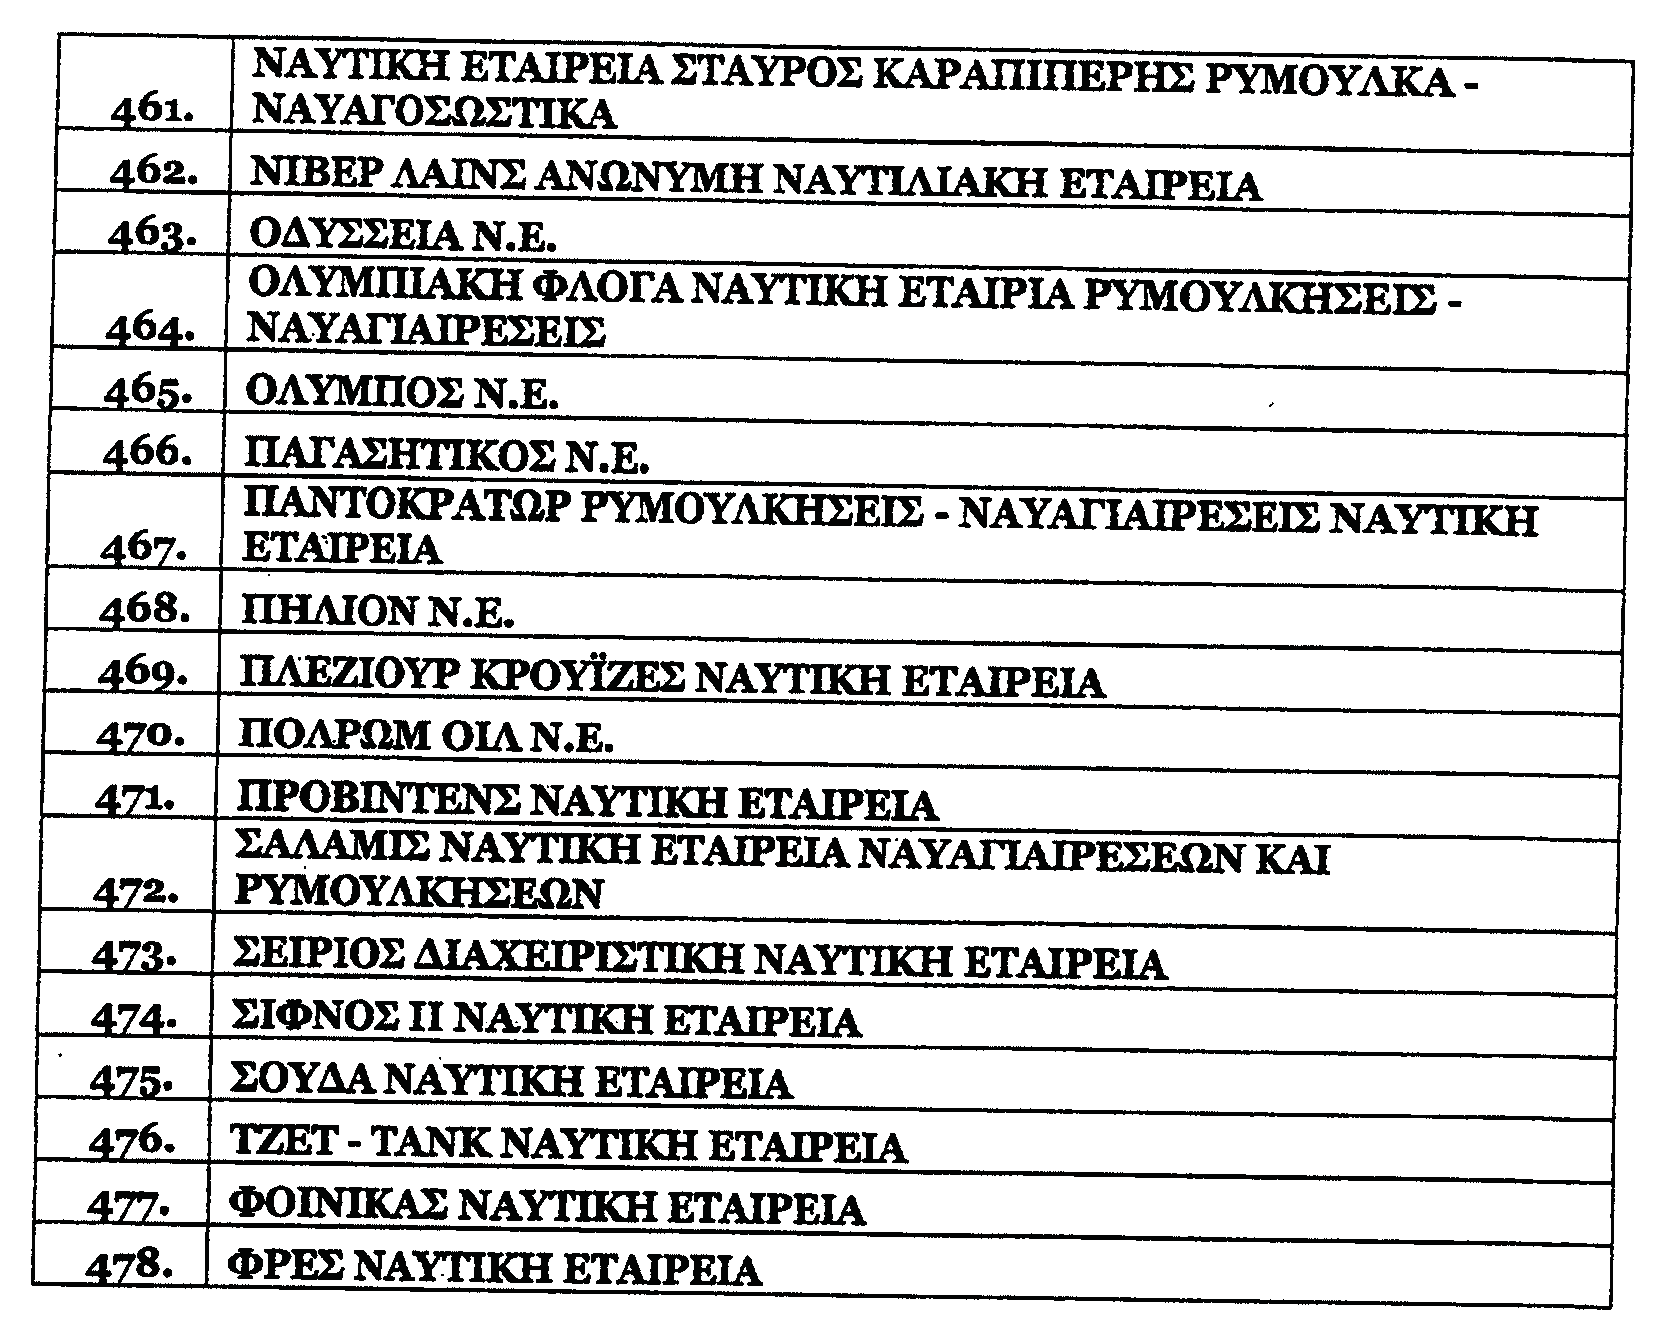 ΝΑΥΤΙΚΗ ΕΤΑΙΡΕΙΑ ΣΤΑΥΡΟΣ ΚΑΡΑΠΙΠΕΡΗΣ ΡΥΜΟΥΛΚΑ -
461. ΝΑΥΑΓΟΣΩΣΤΙΚΑ
462. ΝΙΒΕΡ ΛΑΙΝΣ ΑΝΩΝΥΜΗ ΝΑΥΤΙΛΙΑΚΗ ΕΤΑΙΡΕΙΑ
463. ΟΔΥΣΣΕΙΑ Ν.Ε.
ΟΛΥΜΠΙΑΚΗ ΦΛΟΓΑ ΝΑΥΤΙΚΗ ΕΤΑΙΡΙΑ ΡΥΜΟΥΛΚΗΣΕΙΣ -
464. ΝΑΥΑΓΙΑΙΡΕΣΕΙΣ
465. ΟΛΥΜΠΟΣ Ν.Ε.
466. ΠΑΓΑΣΗΤΙΚΟΣ Ν.Ε.
ΠΑΝΤΟΚΡΑΤΩΡ ΡΥΜΟΥΛΚΗΣΕΙΣ - ΝΑΥΑΓΙΑΙΡΕΣΕΙΣ ΝΑΥΤΙΚΗ
467. ΕΤΑΙΡΕΙΑ
468. ΠΗΛΙΟΝ Ν.Ε.
469. ΠΛΕΖΙΟΥΡ ΚΡΟΥΪΖΕΣ ΝΑΥΤΙΚΗ ΕΤΑΙΡΕΙΑ
470. ΠΟΛΡΩΜ ΟΙΛ Ν.Ε.
471. ΠΡΟΒΙΝΤΕΝΣ ΝΑΥΤΙΚΗ ΕΤΑΙΡΕΙΑ
ΣΑΛΑΜΙΣ ΝΑΥΤΙΚΗ ΕΤΑΙΡΕΙΑ ΝΑΥΑΓΙΑΙΡΕΣΕΩΝ ΚΑΙ
472. ΡΥΜΟΥΛΚΗΣΕΩΝ
473. ΣΕΙΡΙΟΣ ΔΙΑΧΕΙΡΙΣΤΙΚΗ ΝΑΥΤΙΚΗ ΕΤΑΙΡΕΙΑ
474. ΣΙΦΝΟΣ ΙΙ ΝΑΥΤΙΚΗ ΕΤΑΙΡΕΙΑ
475. ΣΟΥΔΑ ΝΑΥΤΙΚΗ ΕΤΑΙΡΕΙΑ
476. ΤΖΕΤ - ΤΑΝΚ ΝΑΥΤΙΚΗ ΕΤΑΙΡΕΙΑ
477. ΦΟΙΝΙΚΑΣ ΝΑΥΤΙΚΗ ΕΤΑΙΡΕΙΑ
478. ΦΡΕΣ ΝΑΥΤΙΚΗ ΕΤΑΙΡΕΙΑ